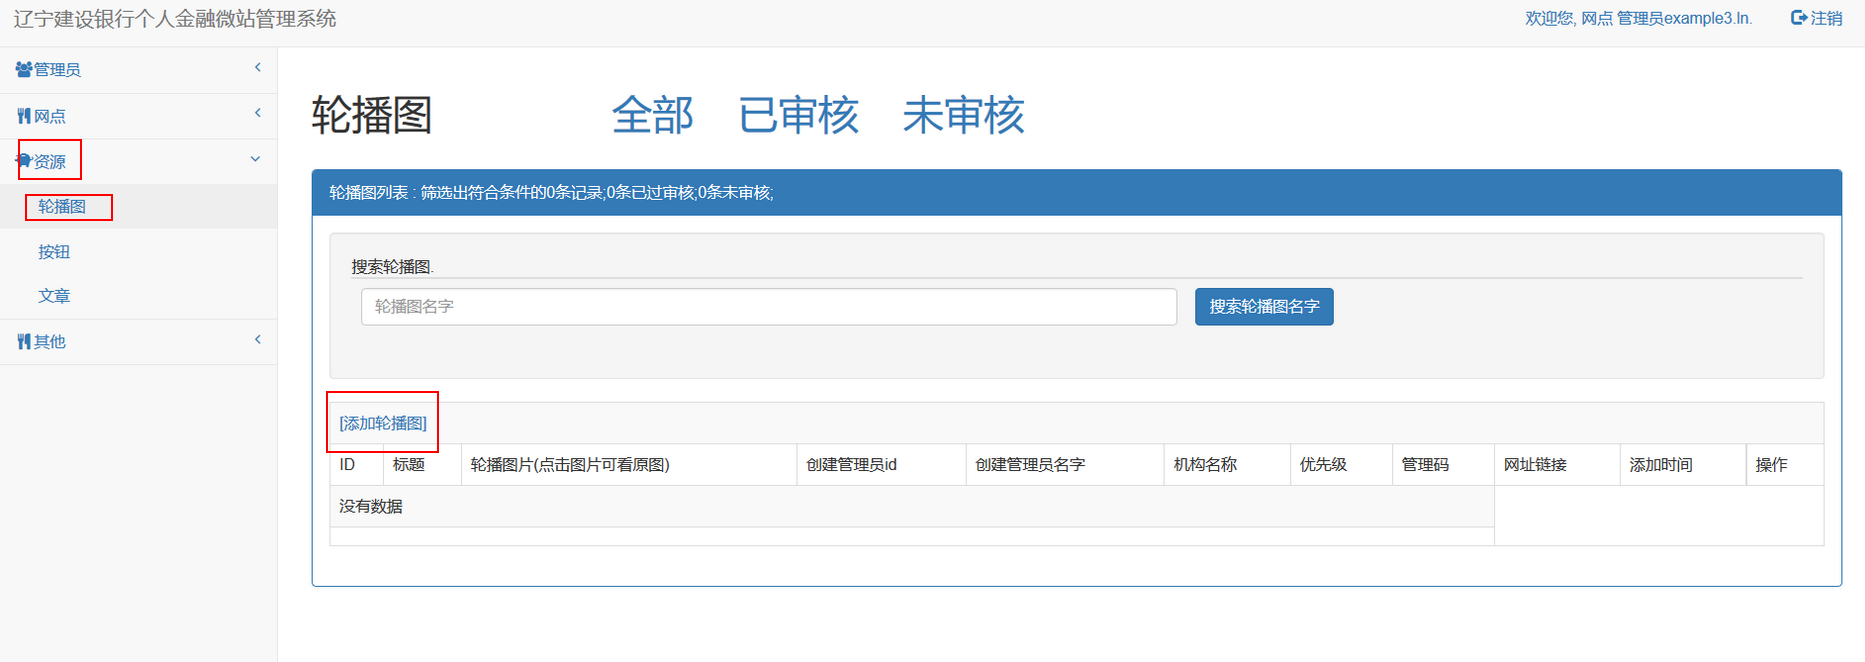 辽宁建设银行个人金融微站管理系统
欢迎您, 网点 管理员example3.ln.
注销
管理员
网点
资源
轮播图
按钮
文章
其他
轮播图 全部 已审核 未审核
轮播图列表 : 筛选出符合条件的0条记录;0条已过审核;0条未审核;
搜索轮播图.
轮播图名字
搜索轮播图名字
[添加轮播图]
ID 标题 轮播图片(点击图片可看原图) 创建管理员id 创建管理员名字 机构名称 优先级 管理码 网址链接 添加时间 操作
没有数据